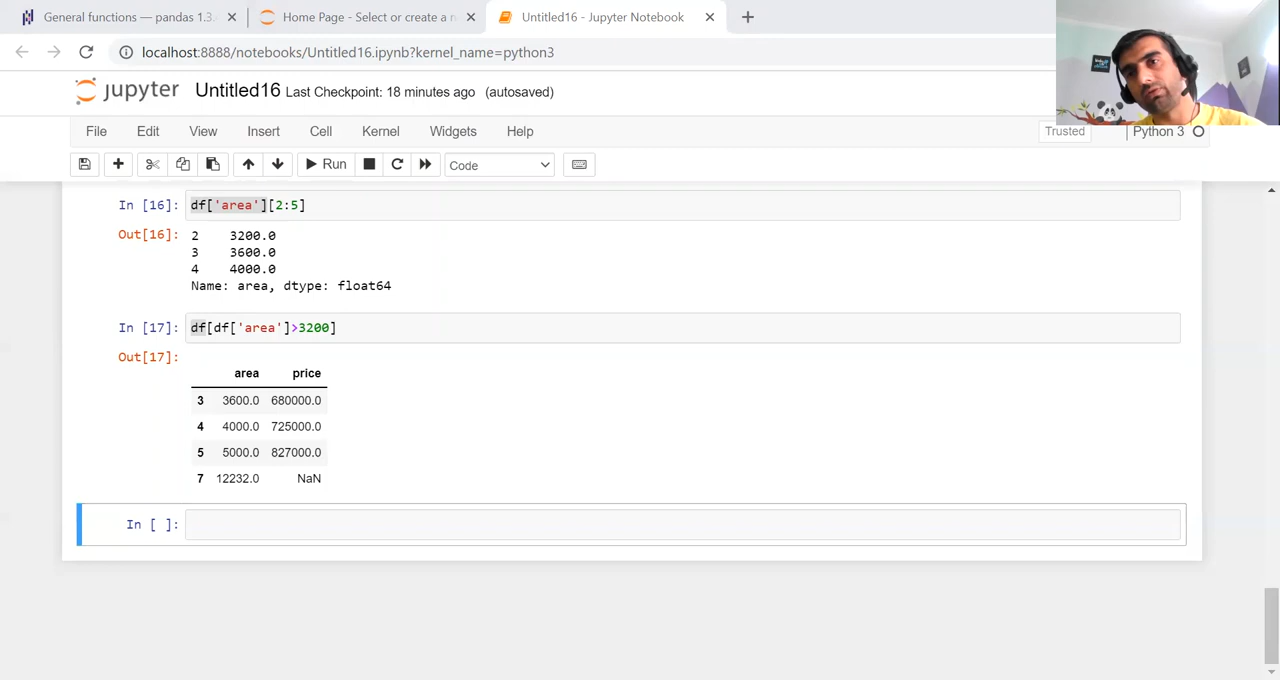 General functions — pandas 1.3.
Home Page - Select or create a n
Untitled16 - Jupyter Notebook
localhost:8888/notebooks/Untitled16.ipynb?kernel_name=python3
jupyter Untitled16 Last Checkpoint: 18 minutes ago (autosaved)
File Edit View Insert Cell Kernel Widgets Help Trusted Python 3
Run Code
In [16]: df['area'][2:5]
Out[16]: 2 3200.0
3 3600.0
4 4000.0
Name: area, dtype: float64
In [17]: df[df['area']>3200]
Out[17]:
area price
3 3600.0 680000.0
4 4000.0 725000.0
5 5000.0 827000.0
7 12232.0 NaN
In [ ]: